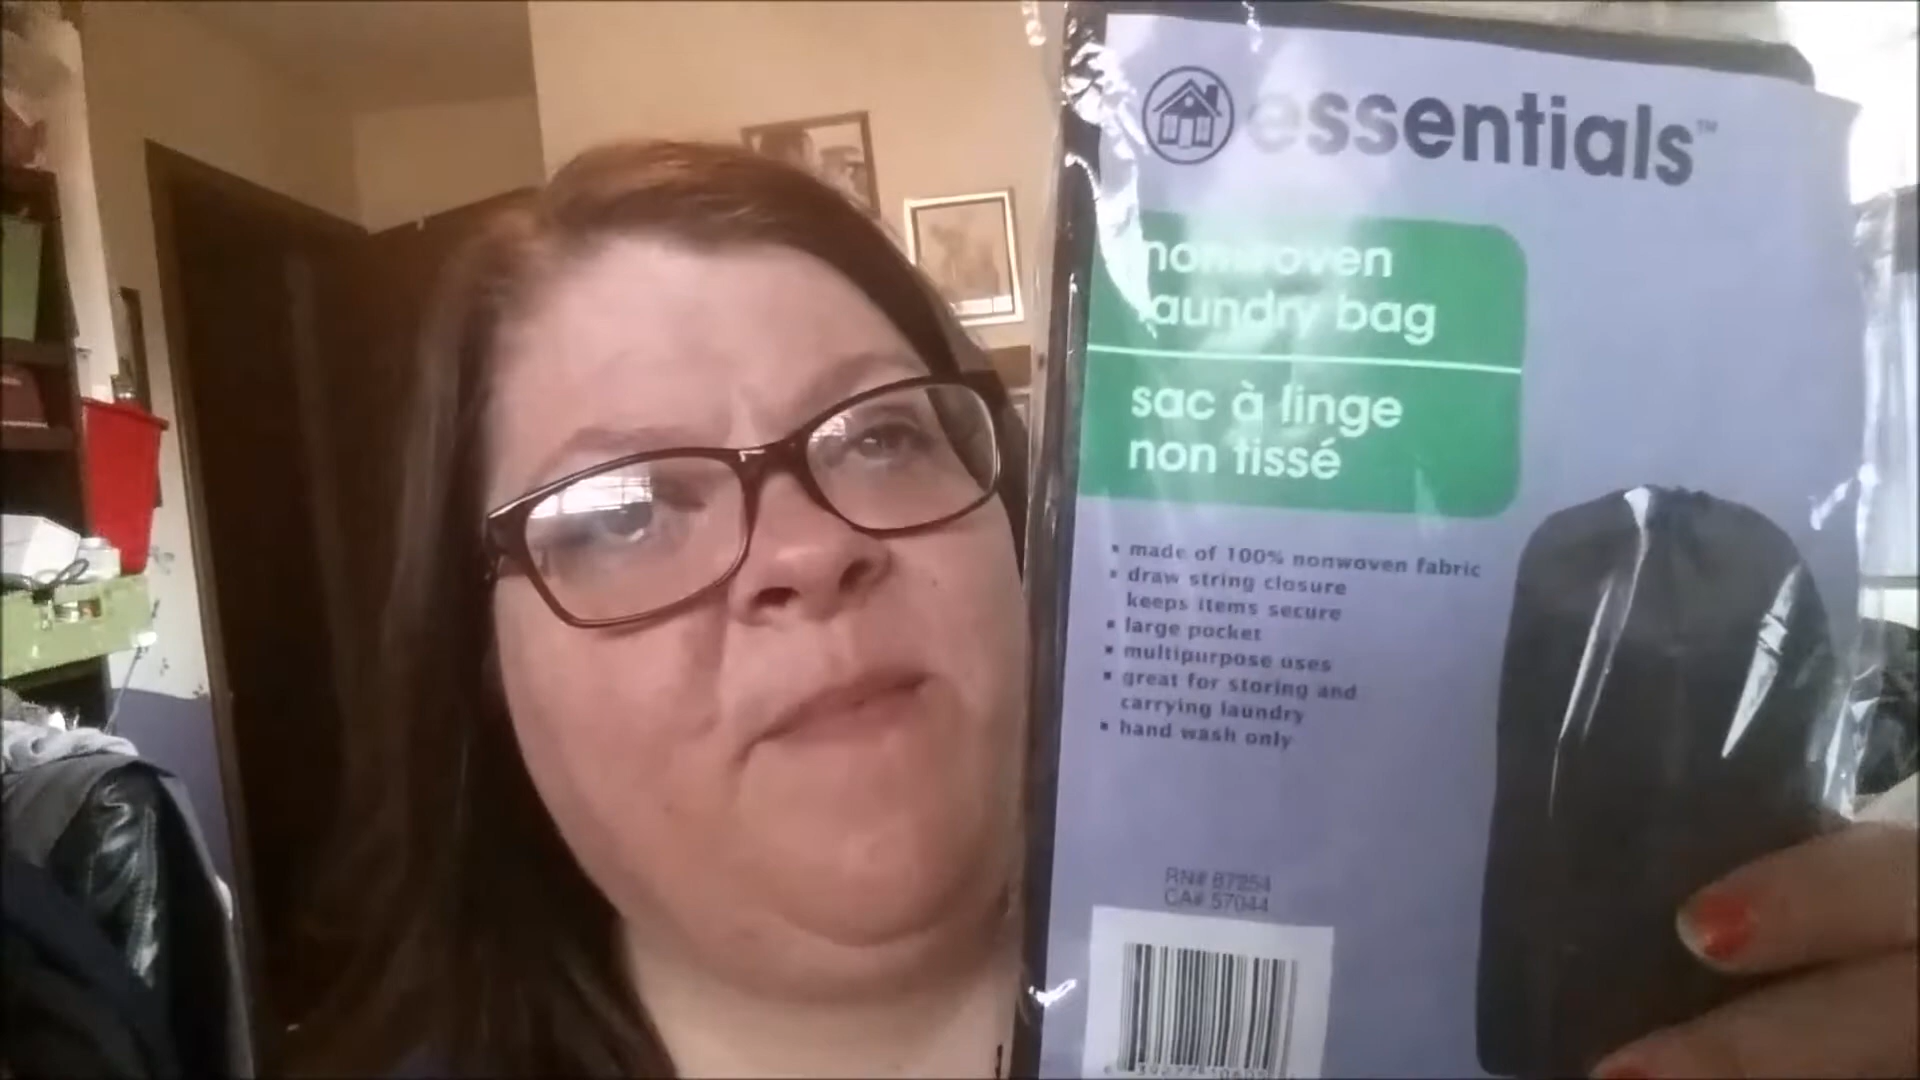 essentials™
nonwoven
laundry bag
sac à linge
non tissé
▪ made of 100% nonwoven fabric
▪ draw string closure
keeps items secure
▪ large pocket
▪ multipurpose uses
▪ great for storing and
carrying laundry
▪ hand wash only
RN# 87254
CA# 57044